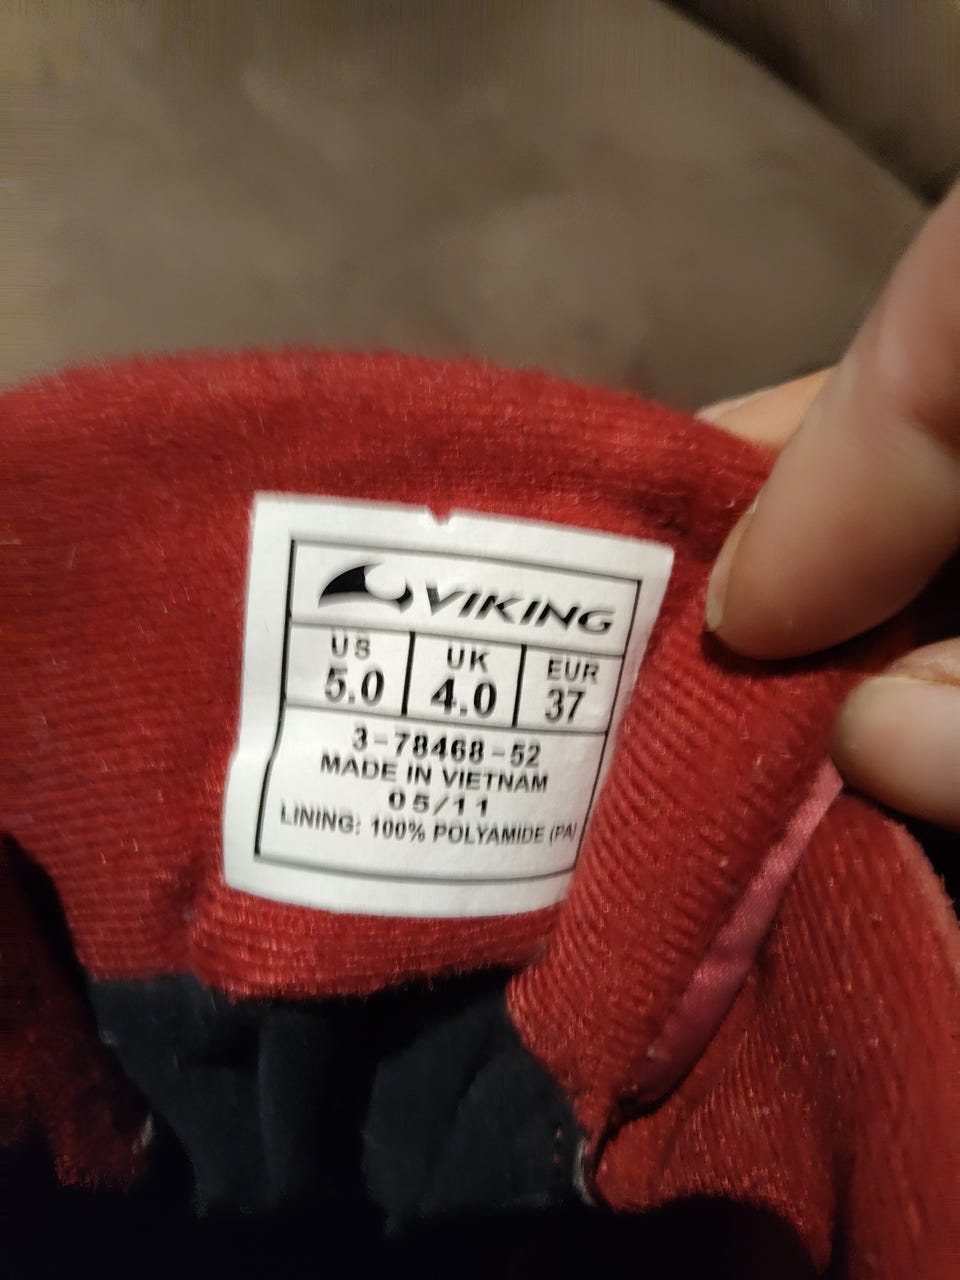 VIKING
US UK EUR
5.0 4.0 37
3-78468-52
MADE IN VIETNAM
05/11
LINING: 100% POLYAMIDE (PA)